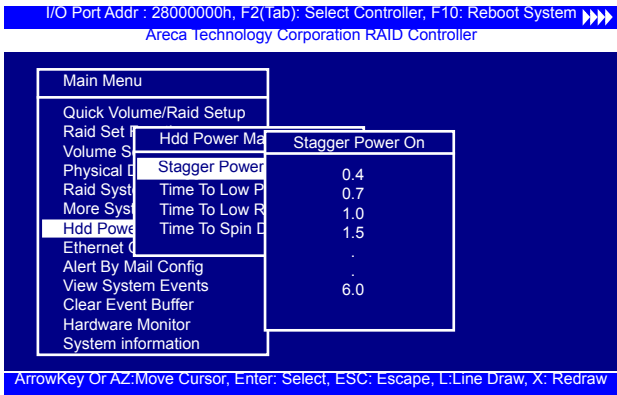 I/O Port Addr : 28000000h, F2(Tab): Select Controller, F10: Reboot System
Areca Technology Corporation RAID Controller
Main Menu
Quick Volume/Raid Setup
Raid Set
Volume
Physical
Raid
More
Hdd
Ethernet
Alert By Mail Config
View System Events
Clear Event Buffer
Hardware Monitor
System information
Hdd Power
Stagger Power
Time To Low
Time To Low
Time To Spin
Stagger Power On
0.4
0.7
1.0
1.5
.
.
6.0
ArrowKey Or AZ:Move Cursor, Enter: Select, ESC: Escape, L:Line Draw, X: Redraw